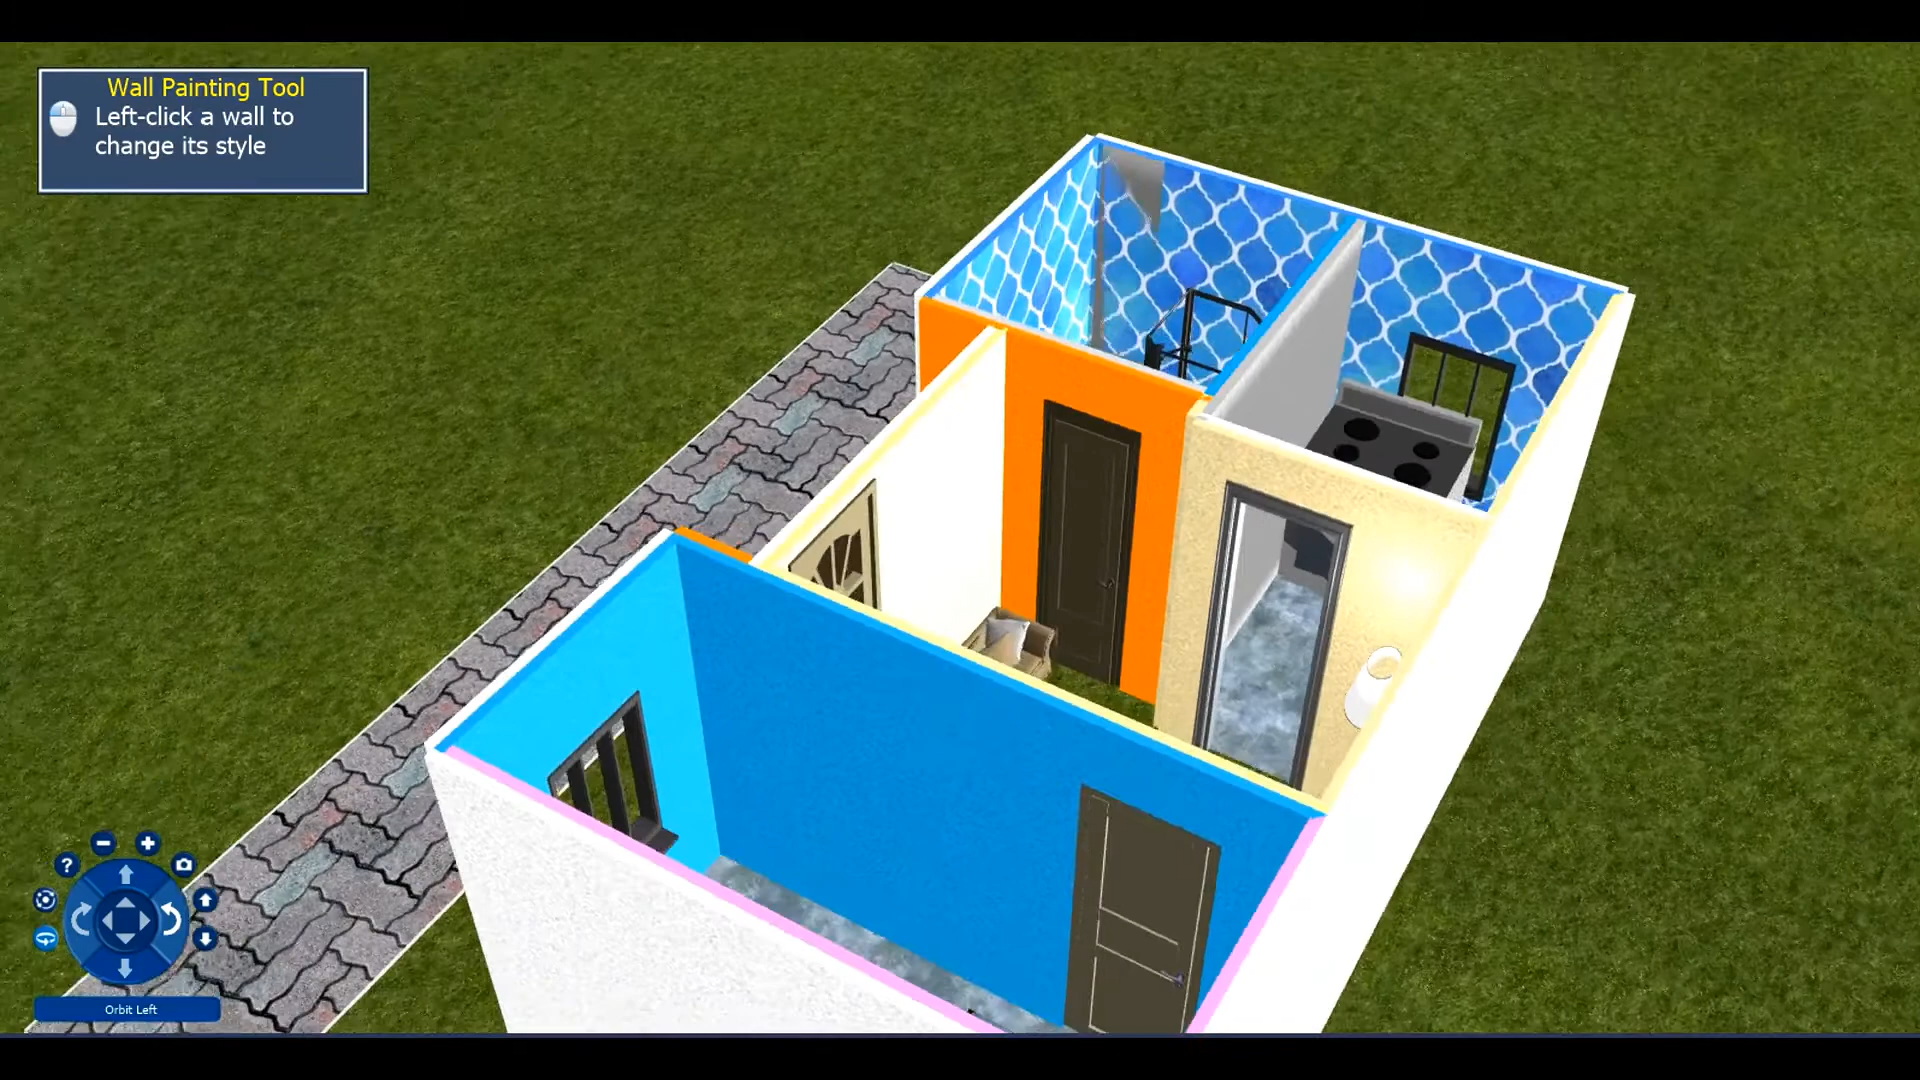 Wall Painting Tool
Left-click a wall to
change its style
?
Orbit Left